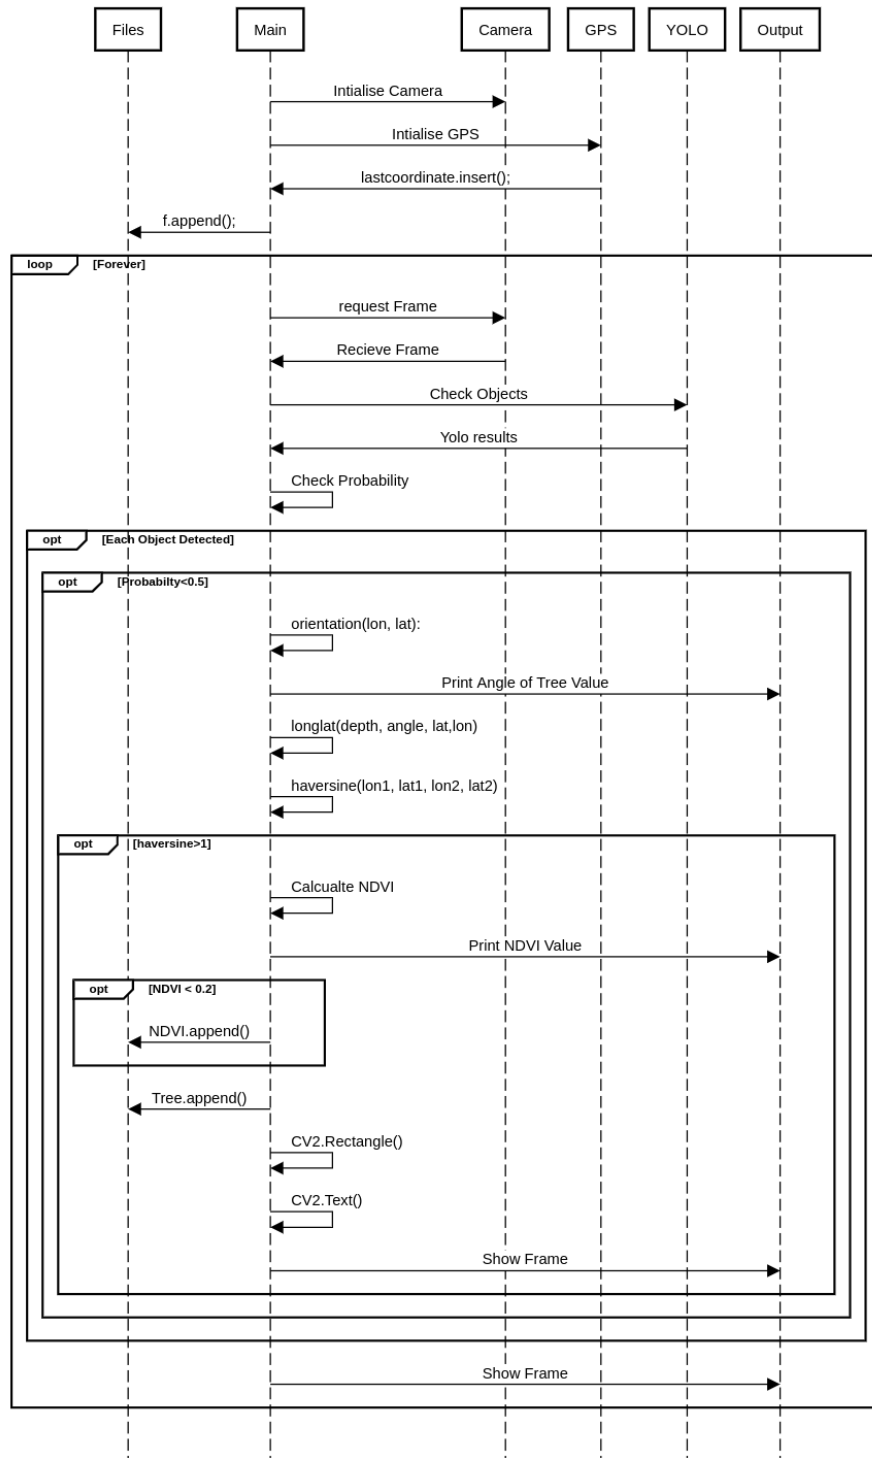 Files
Main
Camera
GPS
YOLO
Output
Intialise Camera
Intialise GPS
lastcoordinate.insert();
f.append();
loop
[Forever]
request Frame
Recieve Frame
Check Objects
Yolo results
Check Probability
opt
[Each Object Detected]
opt
[Probabilty<0.5]
orientation(lon, lat):
Print Angle of Tree Value
longlat(depth, angle, lat,lon)
haversine(lon1, lat1, lon2, lat2)
opt
[haversine>1]
Calcualte NDVI
Print NDVI Value
opt
[NDVI < 0.2]
NDVI.append()
Tree.append()
CV2.Rectangle()
CV2.Text()
Show Frame
Show Frame